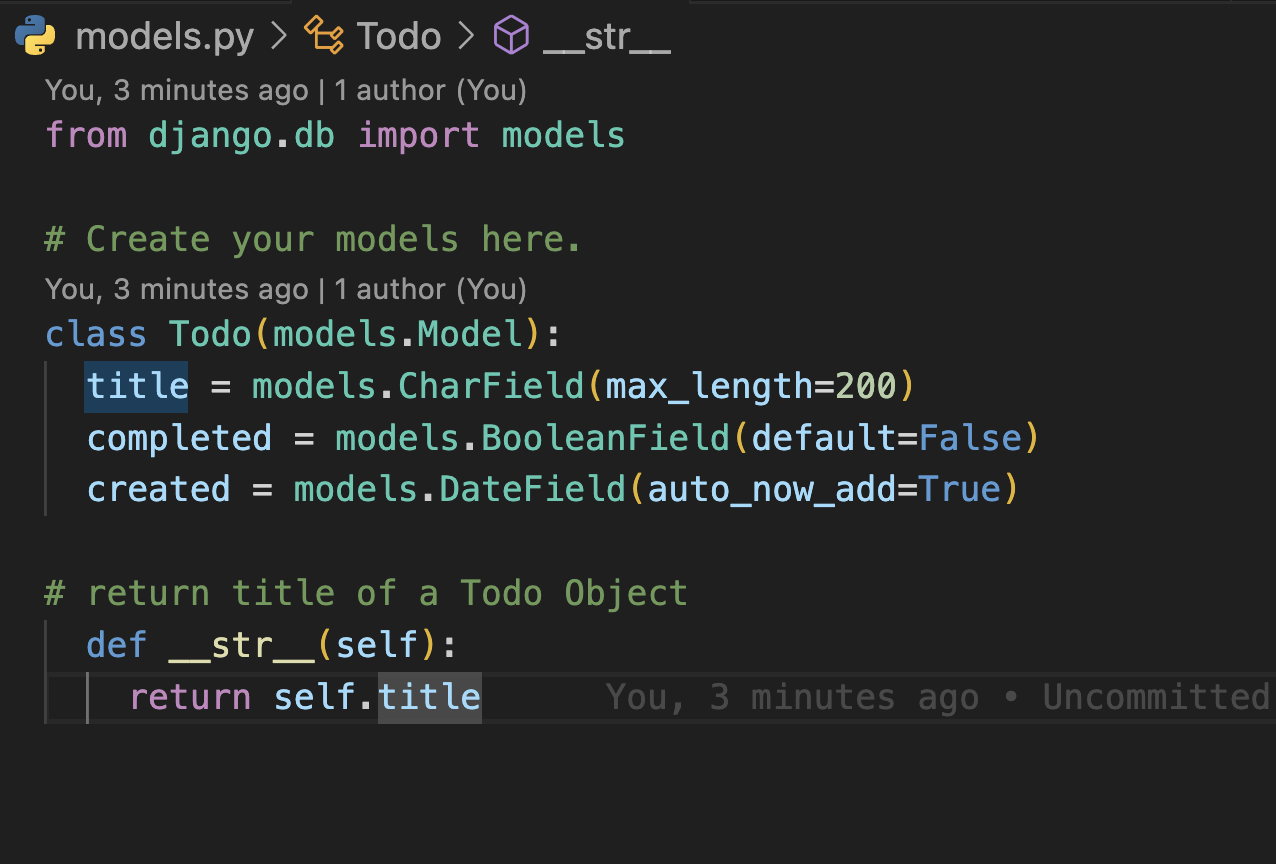 models.py > Todo > __str__
You, 3 minutes ago | 1 author (You)
from django.db import models
# Create your models here.
You, 3 minutes ago | 1 author (You)
class Todo(models.Model):
title = models.CharField(max_length=200)
completed = models.BooleanField(default=False)
created = models.DateField(auto_now_add=True)
# return title of a Todo Object
def __str__(self):
return self.title You, 3 minutes ago • Uncommitted